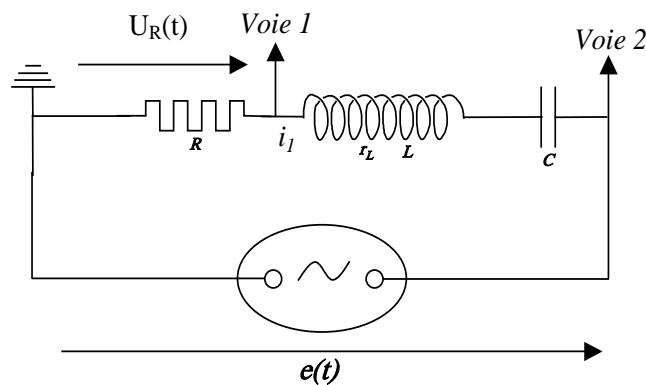 U_R(t)
Voie 1
Voie 2
R
i_1
r_L
L
C
e(t)